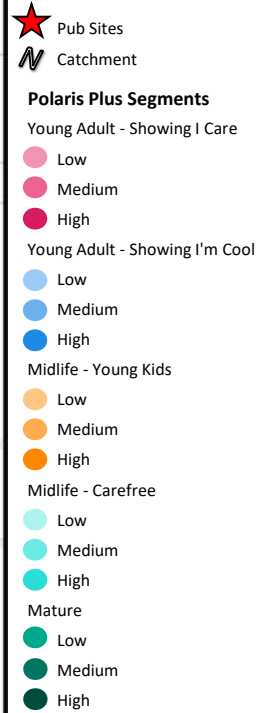 Pub Sites
Catchment
Polaris Plus Segments
Young Adult - Showing I Care
Low
Medium
High
Young Adult - Showing I'm Cool
Low
Medium
High
Midlife - Young Kids
Low
Medium
High
Midlife - Carefree
Low
Medium
High
Mature
Low
Medium
High